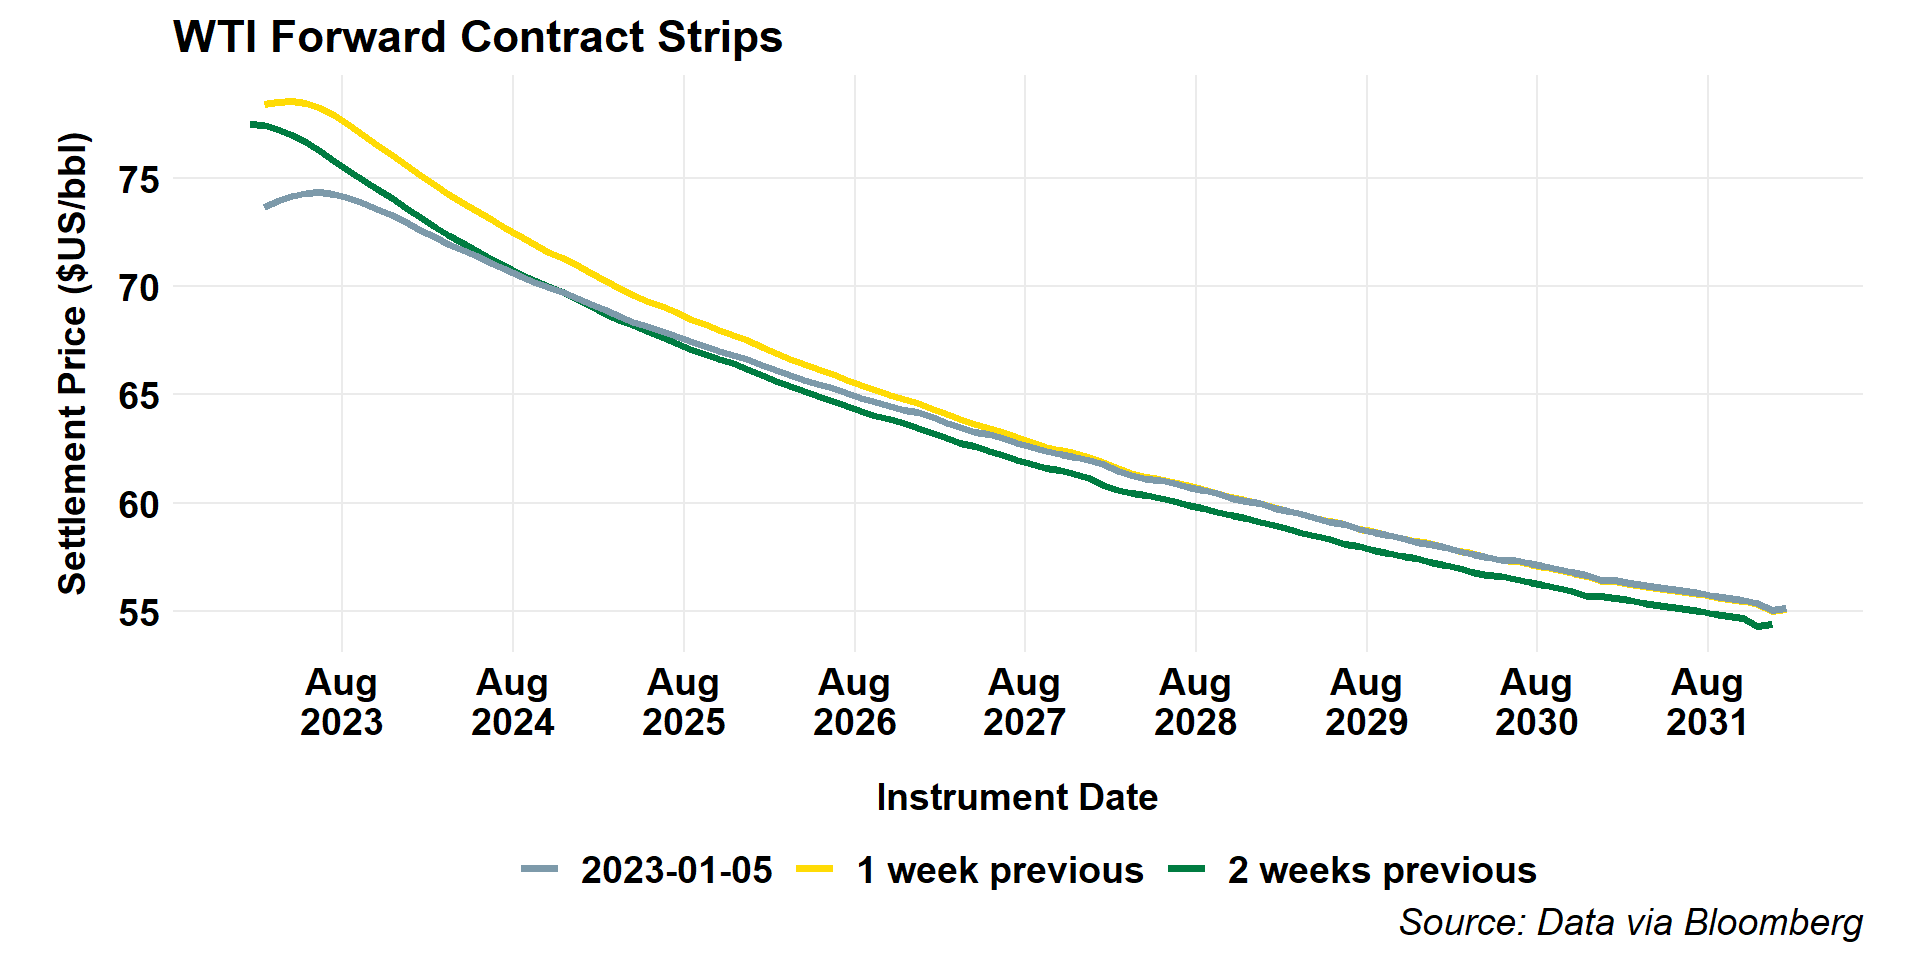 WTI Forward Contract Strips
Settlement Price ($US/bbl)
75
70
65
60
55
Aug Aug Aug Aug Aug Aug Aug Aug Aug
2023 2024 2025 2026 2027 2028 2029 2030 2031
Instrument Date
2023-01-05 1 week previous 2 weeks previous
Source: Data via Bloomberg